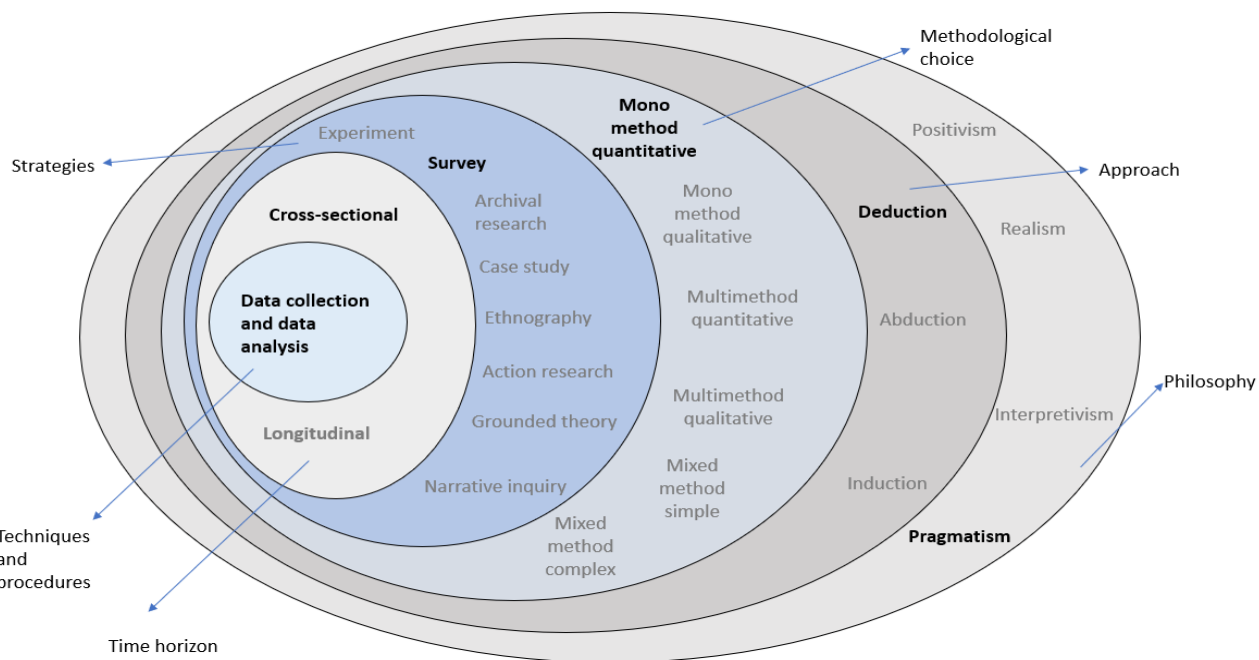 Methodological
choice
Mono
method
quantitative
Positivism
Experiment
Strategies
Survey
Approach
Mono
method
qualitative
Archival
research
Cross-sectional
Deduction
Realism
Case study
Data collection
and data
analysis
Multimethod
quantitative
Ethnography
Abduction
Action research
Philosophy
Multimethod
qualitative
Interpretivism
Grounded theory
Longitudinal
Mixed
method
simple
Narrative inquiry
Induction
Mixed
method
complex
Pragmatism
Techniques
and
procedures
Time horizon